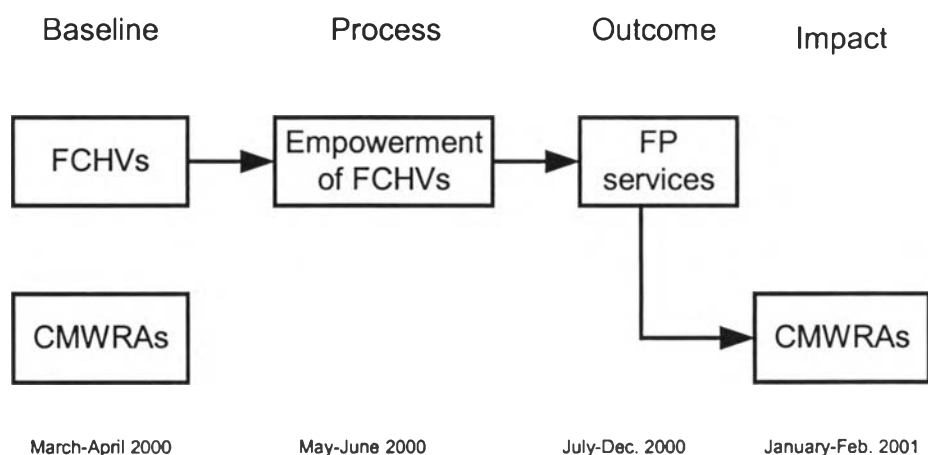 Baseline Process Outcome Impact
FCHVs
Empowerment
of FCHVs
FP
services
CMWRAs
CMWRAs
March-April 2000 May-June 2000 July-Dec. 2000 January-Feb. 2001